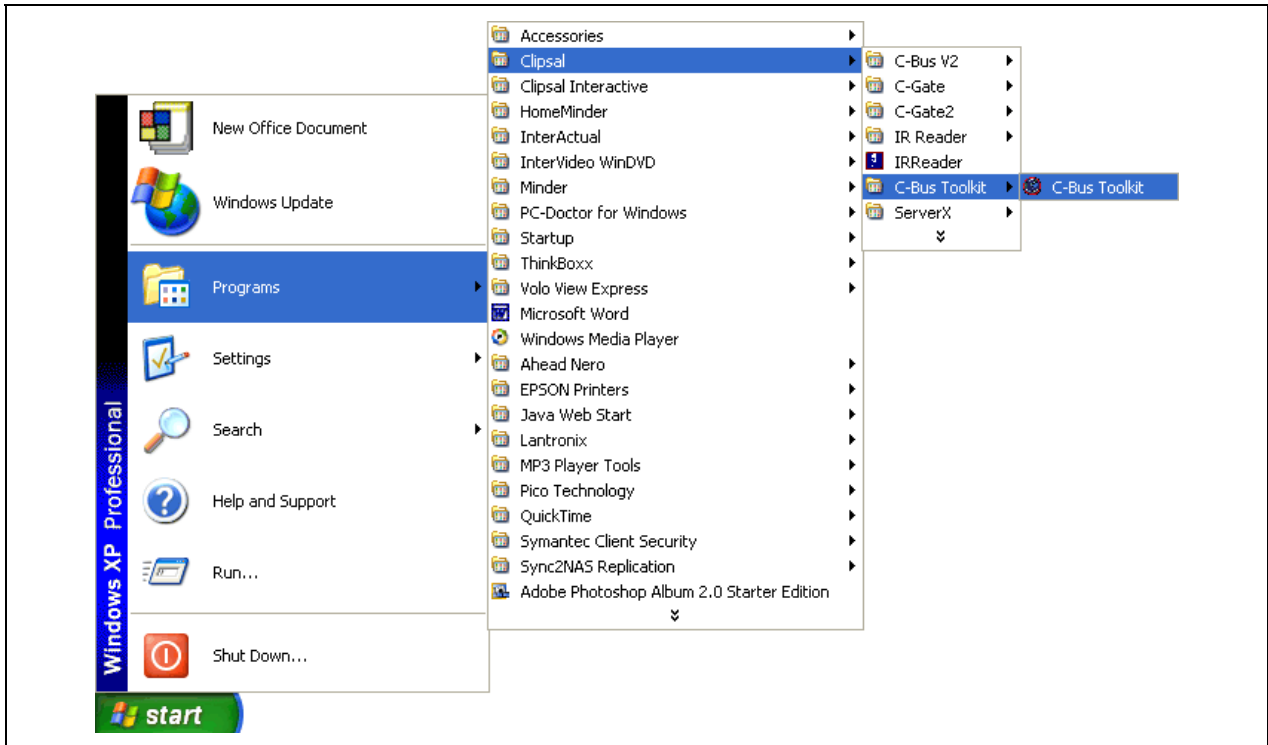 New Office Document
Windows Update
Programs
Settings
Search
Help and Support
Run...
Shut Down...
Windows XP Professional
start
Accessories
Clipsal
Clipsal Interactive
HomeMinder
InterActual
InterVideo WinDVD
Minder
PC-Doctor for Windows
Startup
ThinkBoxx
Volo View Express
Microsoft Word
Windows Media Player
Ahead Nero
EPSON Printers
Java Web Start
Lantronix
MP3 Player Tools
Pico Technology
QuickTime
Symantec Client Security
Sync2NAS Replication
Adobe Photoshop Album 2.0 Starter Edition
C-Bus V2
C-Gate
C-Gate2
IR Reader
IRReader
C-Bus Toolkit
ServerX
C-Bus Toolkit